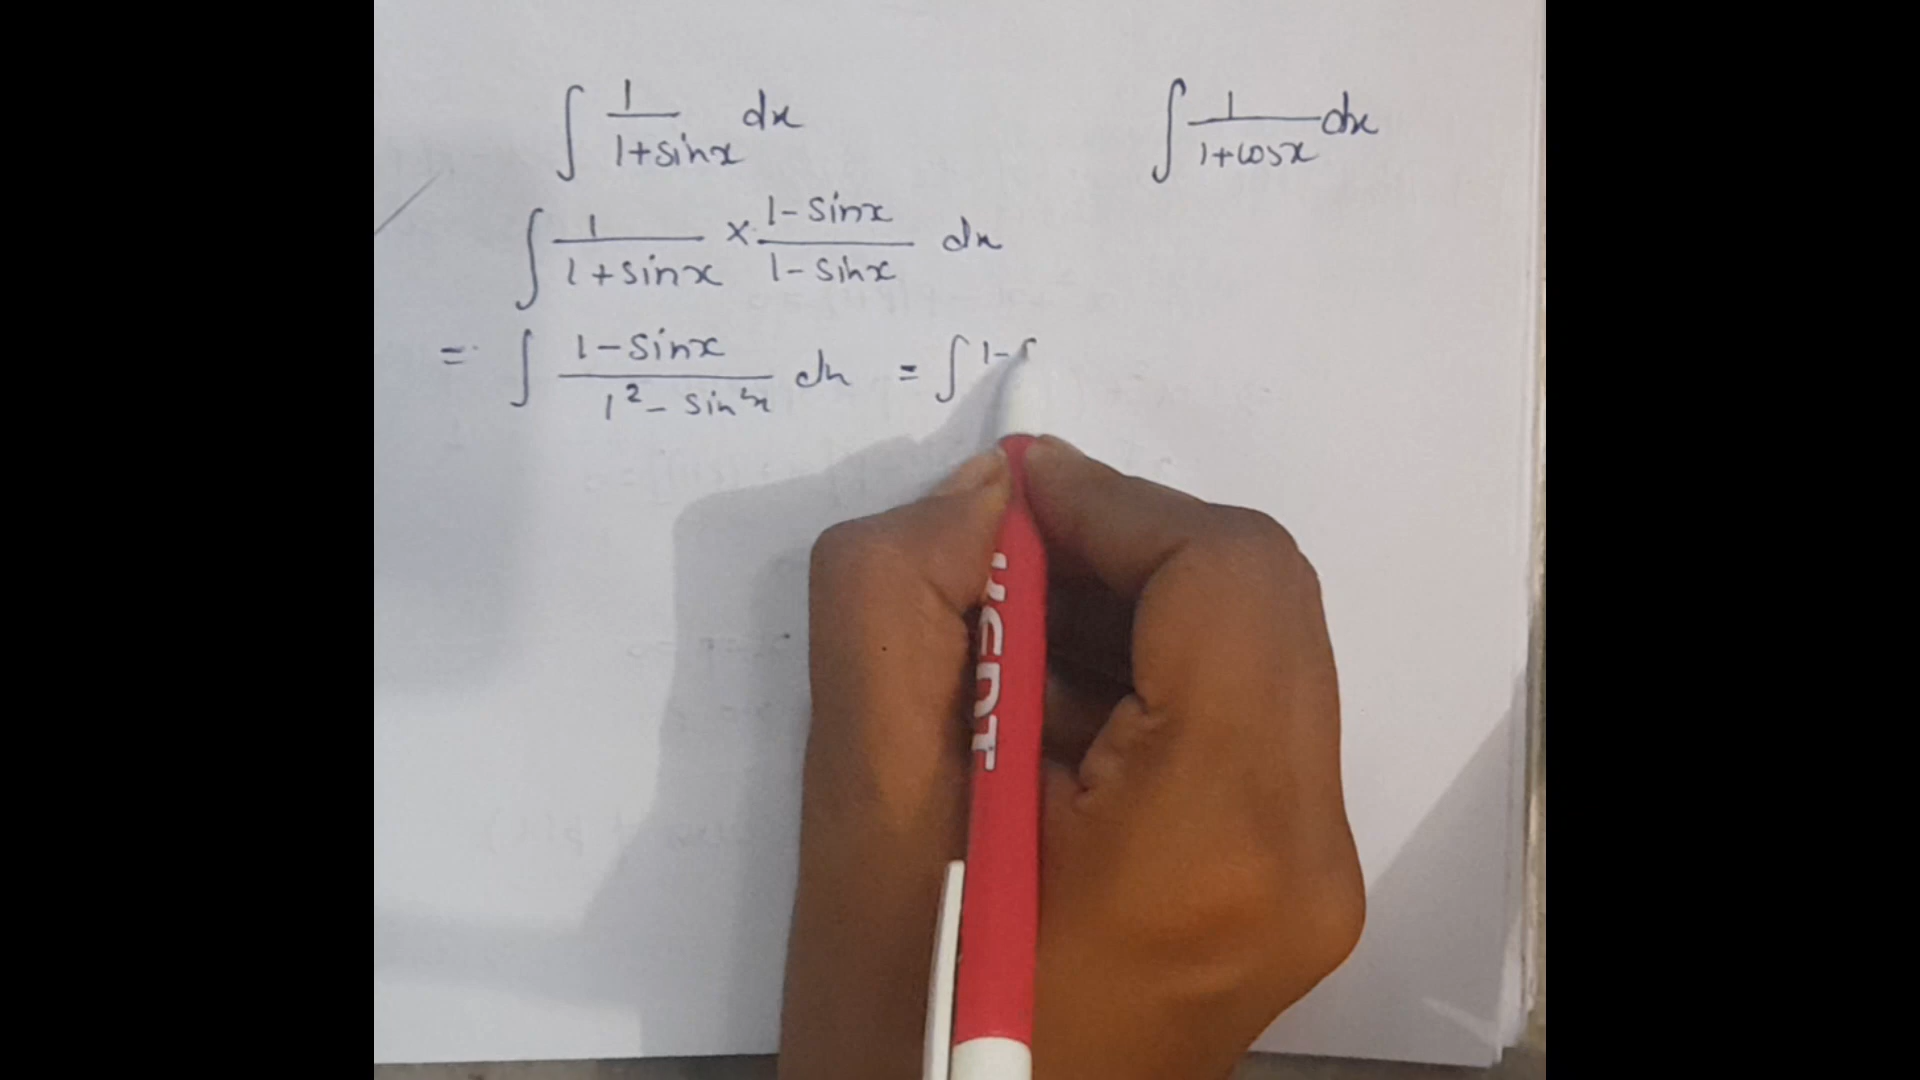 ∫ 1/(1+sinx) dx
∫ 1/(1+cosx) dx
∫ 1/(1+sinx) × (1-sinx)/(1-sinx) dx
= ∫ (1-sinx)/(1²-sin²x) dx = ∫ 1-